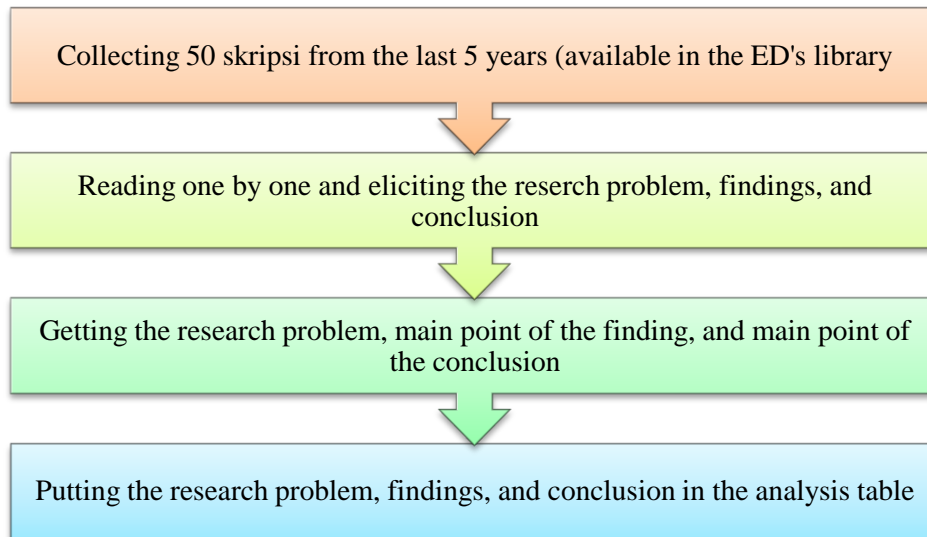 Collecting 50 skripsi from the last 5 years (available in the ED's library
Reading one by one and eliciting the reserch problem, findings, and
conclusion
Getting the research problem, main point of the finding, and main point of
the conclusion
Putting the research problem, findings, and conclusion in the analysis table